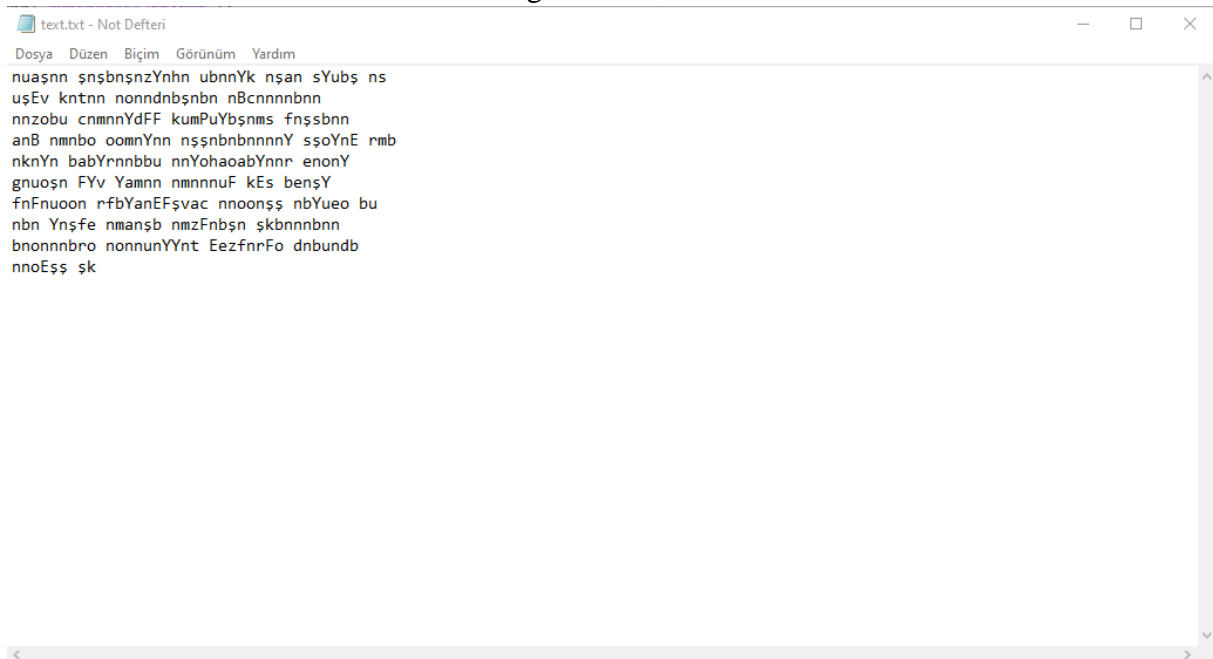 text.txt - Not Defteri
Dosya Düzen Biçim Görünüm Yardım
nuaşnn şnşbnşnzYnhn ubnnYk nşan sYubş ns
uşEv kntnn nonndnbşnbn nBcnnnnbnn
nnzobu cnmnnYdFF kumPuYbşnms fnşsbnn
anB nmnbo oomnYnn nşşnbnbnnnnY sşoYnE rmb
nknYn babYrnnbbu nnYohaoabYnnr enonY
gnuoşn FYv Yamnn nmnnnuF kEs benşY
fnFnuoon rfbYanEFşvac nnoonşş nbYueo bu
nbn Ynşfe nmanşb nmzFnbşn şkbnnnbnn
bnonnnbro nonnunYYnt EezfnrFo dnbundb
nnoEşş şk